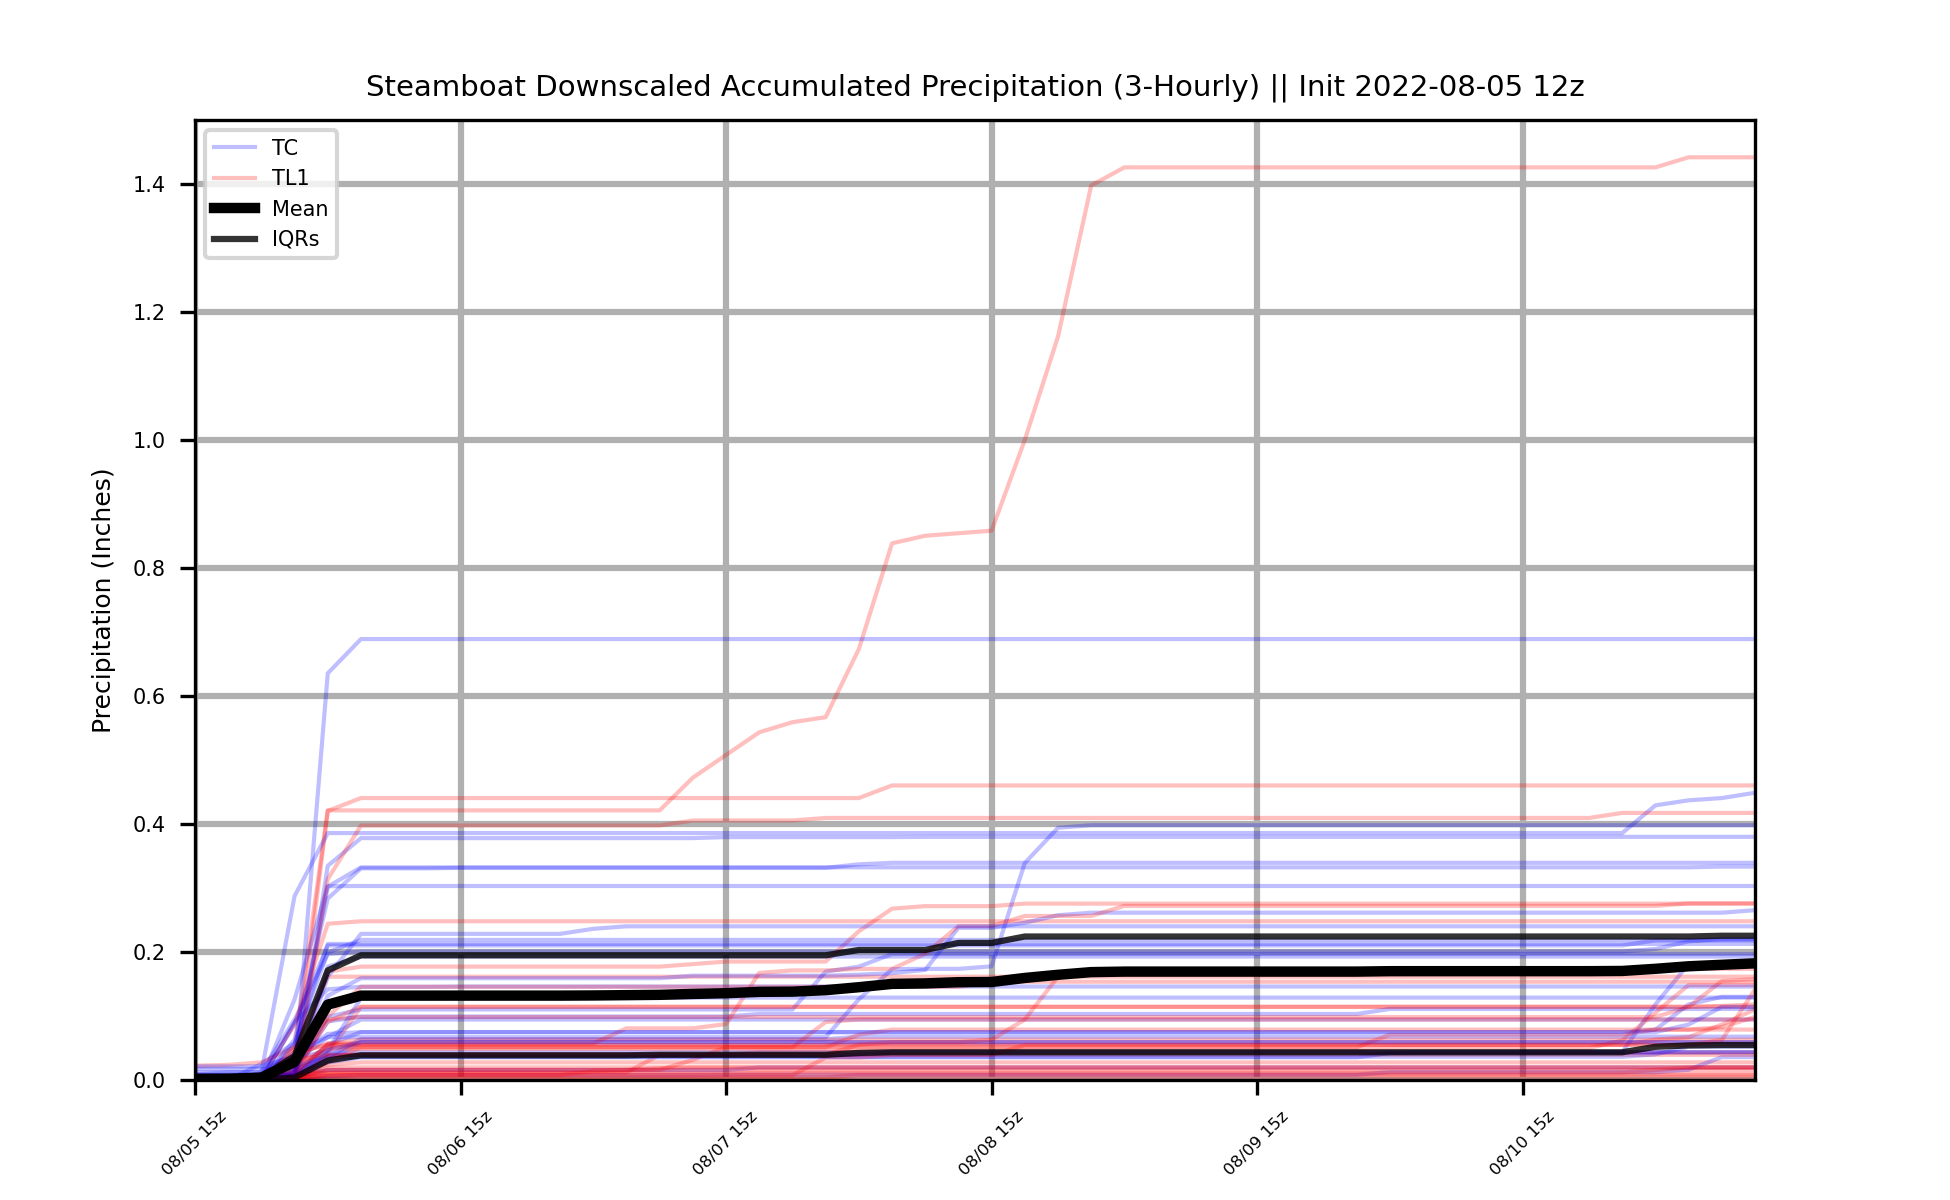 Steamboat Downscaled Accumulated Precipitation (3-Hourly) || Init 2022-08-05 12z
TC
TL1
Mean
IQRs
Precipitation (Inches)
1.4
1.2
1.0
0.8
0.6
0.4
0.2
0.0
08/05 15z
08/06 15z
08/07 15z
08/08 15z
08/09 15z
08/10 15z